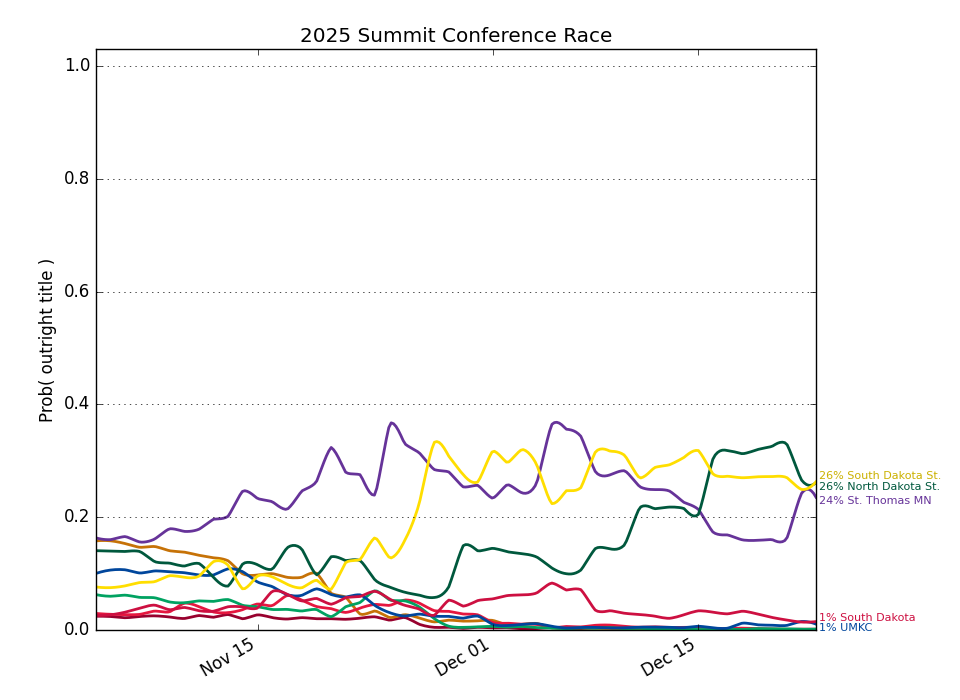 2025 Summit Conference Race
Prob( outright title )
1.0
0.8
0.6
0.4
0.2
0.0
26% South Dakota St.
26% North Dakota St.
24% St. Thomas MN
1% South Dakota
1% UMKC
Nov 15
Dec 01
Dec 15